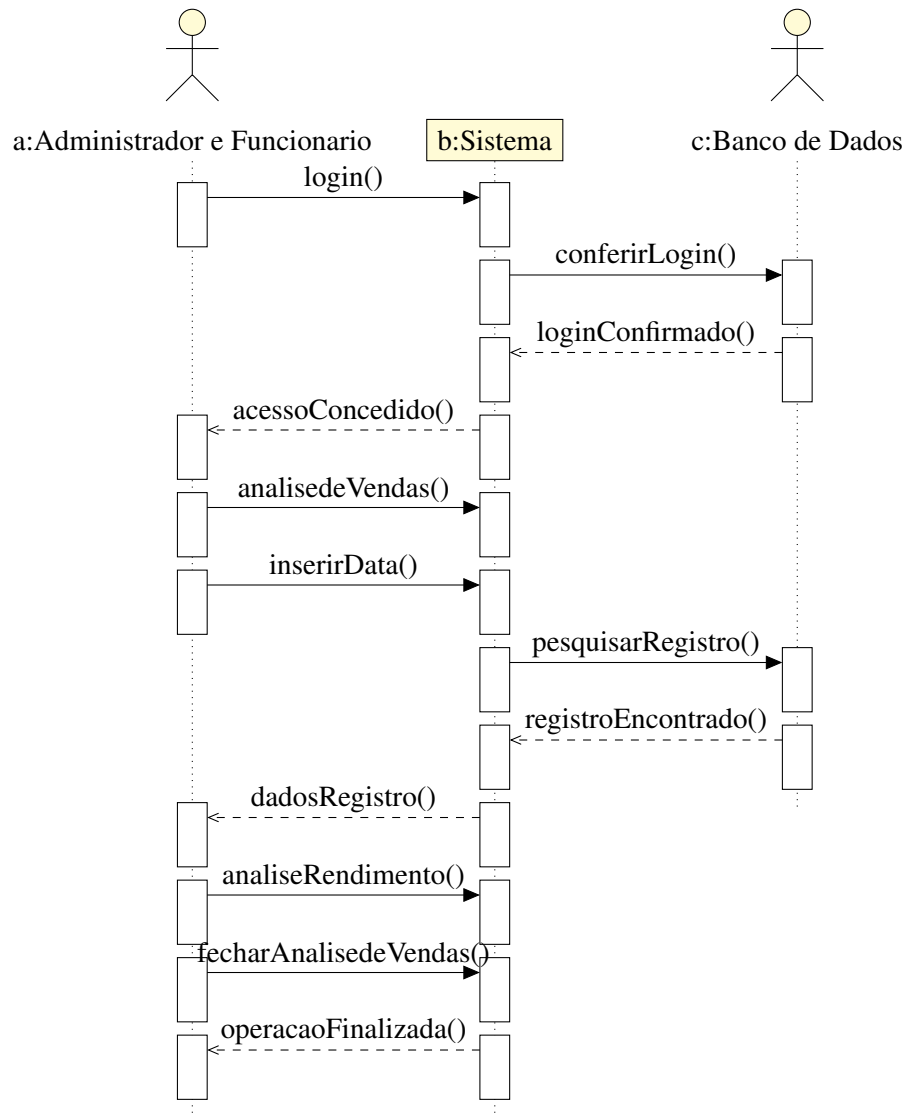 a:Administrador e Funcionario
b:Sistema
c:Banco de Dados
login()
conferirLogin()
loginConfirmado()
acessoConcedido()
analisedeVendas()
inserirData()
pesquisarRegistro()
registroEncontrado()
dadosRegistro()
analiseRendimento()
fecharAnalisedeVendas()
operacaoFinalizada()